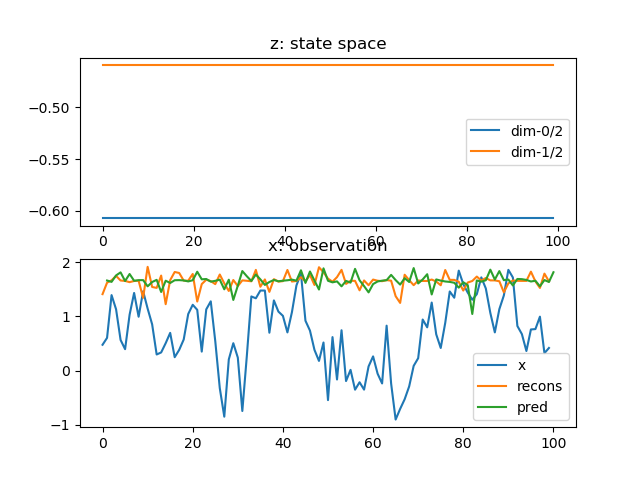 z: state space
−0.50
−0.55
−0.60
dim-0/2
dim-1/2
0 20 40 60 80 100
x: observation
2
1
0
−1
x
recons
pred
0 20 40 60 80 100